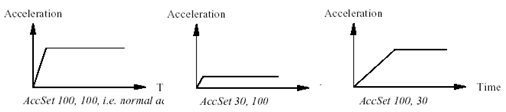 Acceleration
Acceleration
Acceleration
T
Time
AccSet 100, 100, i.e. normal ac
AccSet 30, 100
AccSet 100, 30